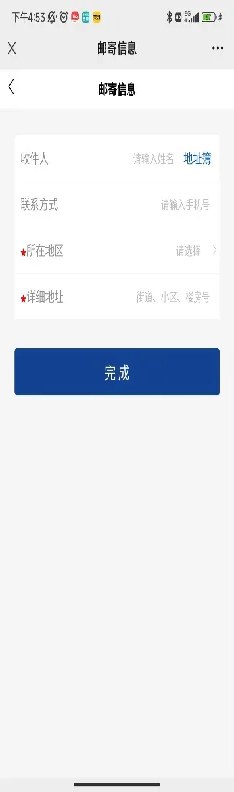 下午4:53
邮寄信息
邮寄信息
收件人 请输入姓名 地址簿
联系方式 请输入手机号
*所在地区 请选择
*详细地址 街道、小区、楼房号
完成